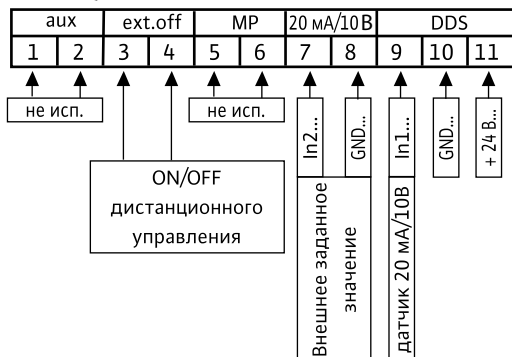 aux ext.off MP 20 мА/10В DDS
1 2 3 4 5 6 7 8 9 10 11
не исп.
не исп.
In2...
GND...
In1...
GND...
+ 24 В...
ON/OFF
дистанционного
управления
Внешнее заданное
значение
датчик 20 мА/10В